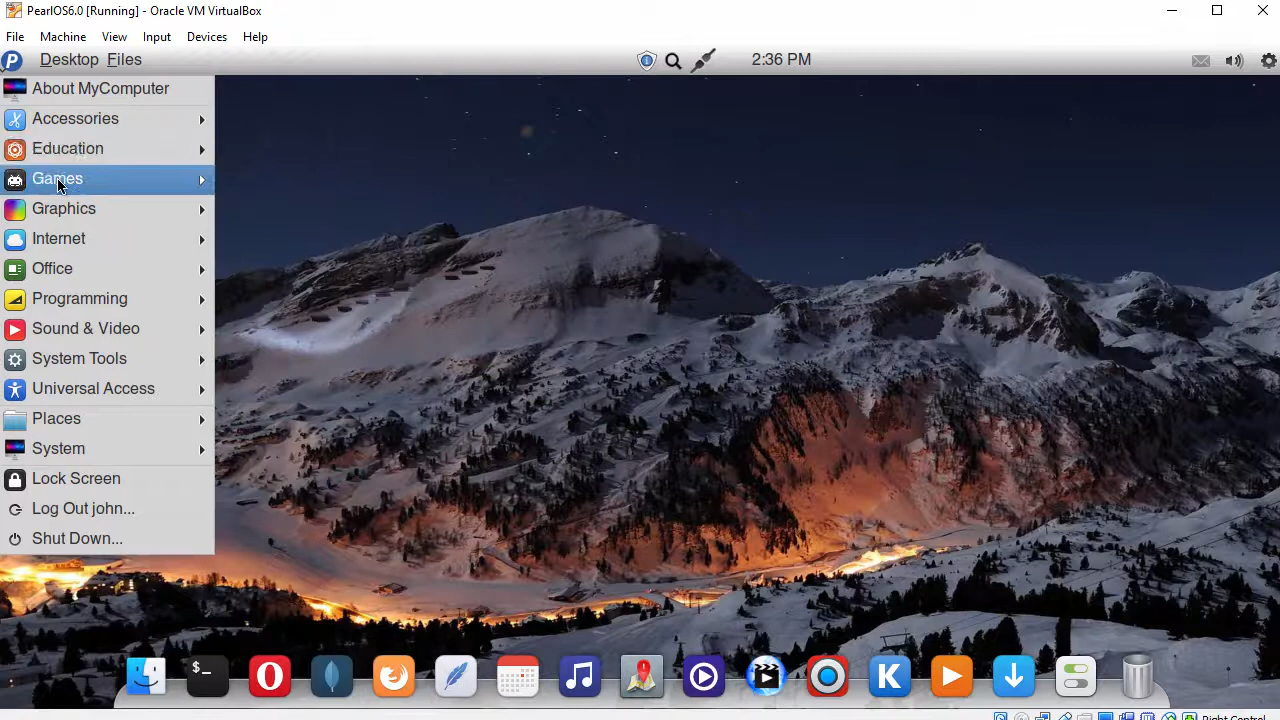 PearlOS6.0 [Running] - Oracle VM VirtualBox
File Machine View Input Devices Help
P Desktop Files 2:36 PM
About MyComputer
Accessories
Education
Games
Graphics
Internet
Office
Programming
Sound & Video
System Tools
Universal Access
Places
System
Lock Screen
Log Out john...
Shut Down...
>_
K
Right Control